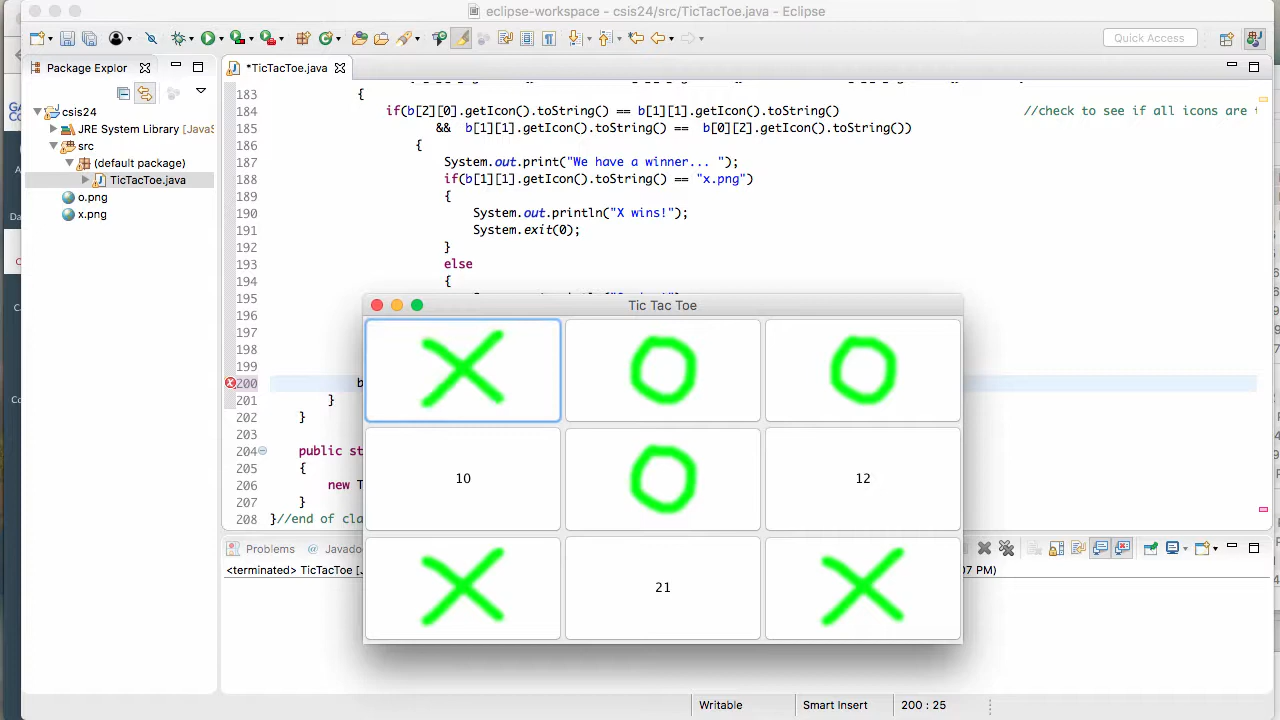 eclipse-workspace - csis24/src/TicTacToe.java - Eclipse
Quick Access
Package Explor
*TicTacToe.java
csis24
JRE System Library [JavaS
src
(default package)
TicTacToe.java
o.png
x.png
183 {
184 if(b[2][0].getIcon().toString() == b[1][1].getIcon().toString() //check to see if all icons are t
185 && b[1][1].getIcon().toString() == b[0][2].getIcon().toString())
186 {
187 System.out.print("We have a winner... ");
188 if(b[1][1].getIcon().toString() == "x.png")
189 {
190 System.out.println("X wins!");
191 System.exit(0);
192 }
193 else
194 {
195
196
197
198
199
200 b
201 }
202 }
203
204 public st
205 {
206 new T
207 }
208 }//end of cla
Tic Tac Toe
10
12
21
Problems @ Javado
<terminated> TicTacToe [J
07 PM)
Writable
Smart Insert
200 : 25